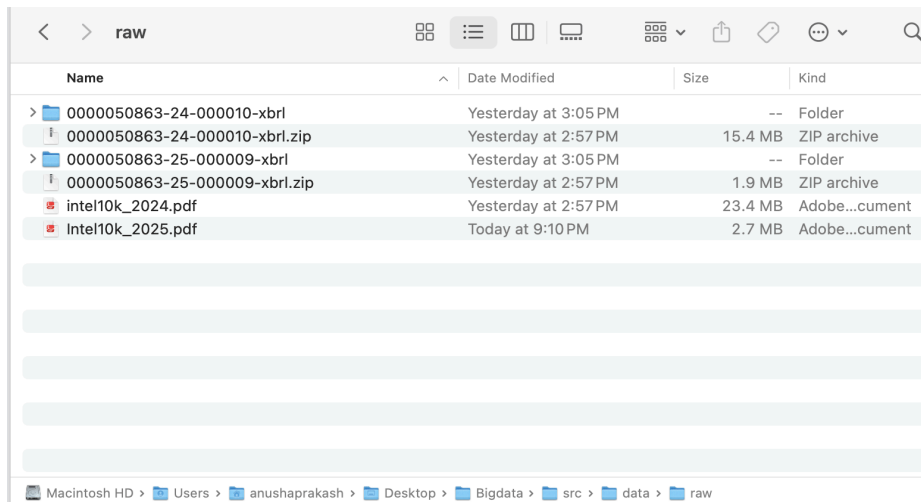 raw
Name Date Modified Size Kind
0000050863-24-000010-xbrl Yesterday at 3:05 PM -- Folder
0000050863-24-000010-xbrl.zip Yesterday at 2:57 PM 15.4 MB ZIP archive
0000050863-25-000009-xbrl Yesterday at 3:05 PM -- Folder
0000050863-25-000009-xbrl.zip Yesterday at 2:57 PM 1.9 MB ZIP archive
intel10k_2024.pdf Yesterday at 2:57 PM 23.4 MB Adobe...cument
Intel10k_2025.pdf Today at 9:10 PM 2.7 MB Adobe...cument
Macintosh HD › Users › anushaprakash › Desktop › Bigdata › src › data › raw